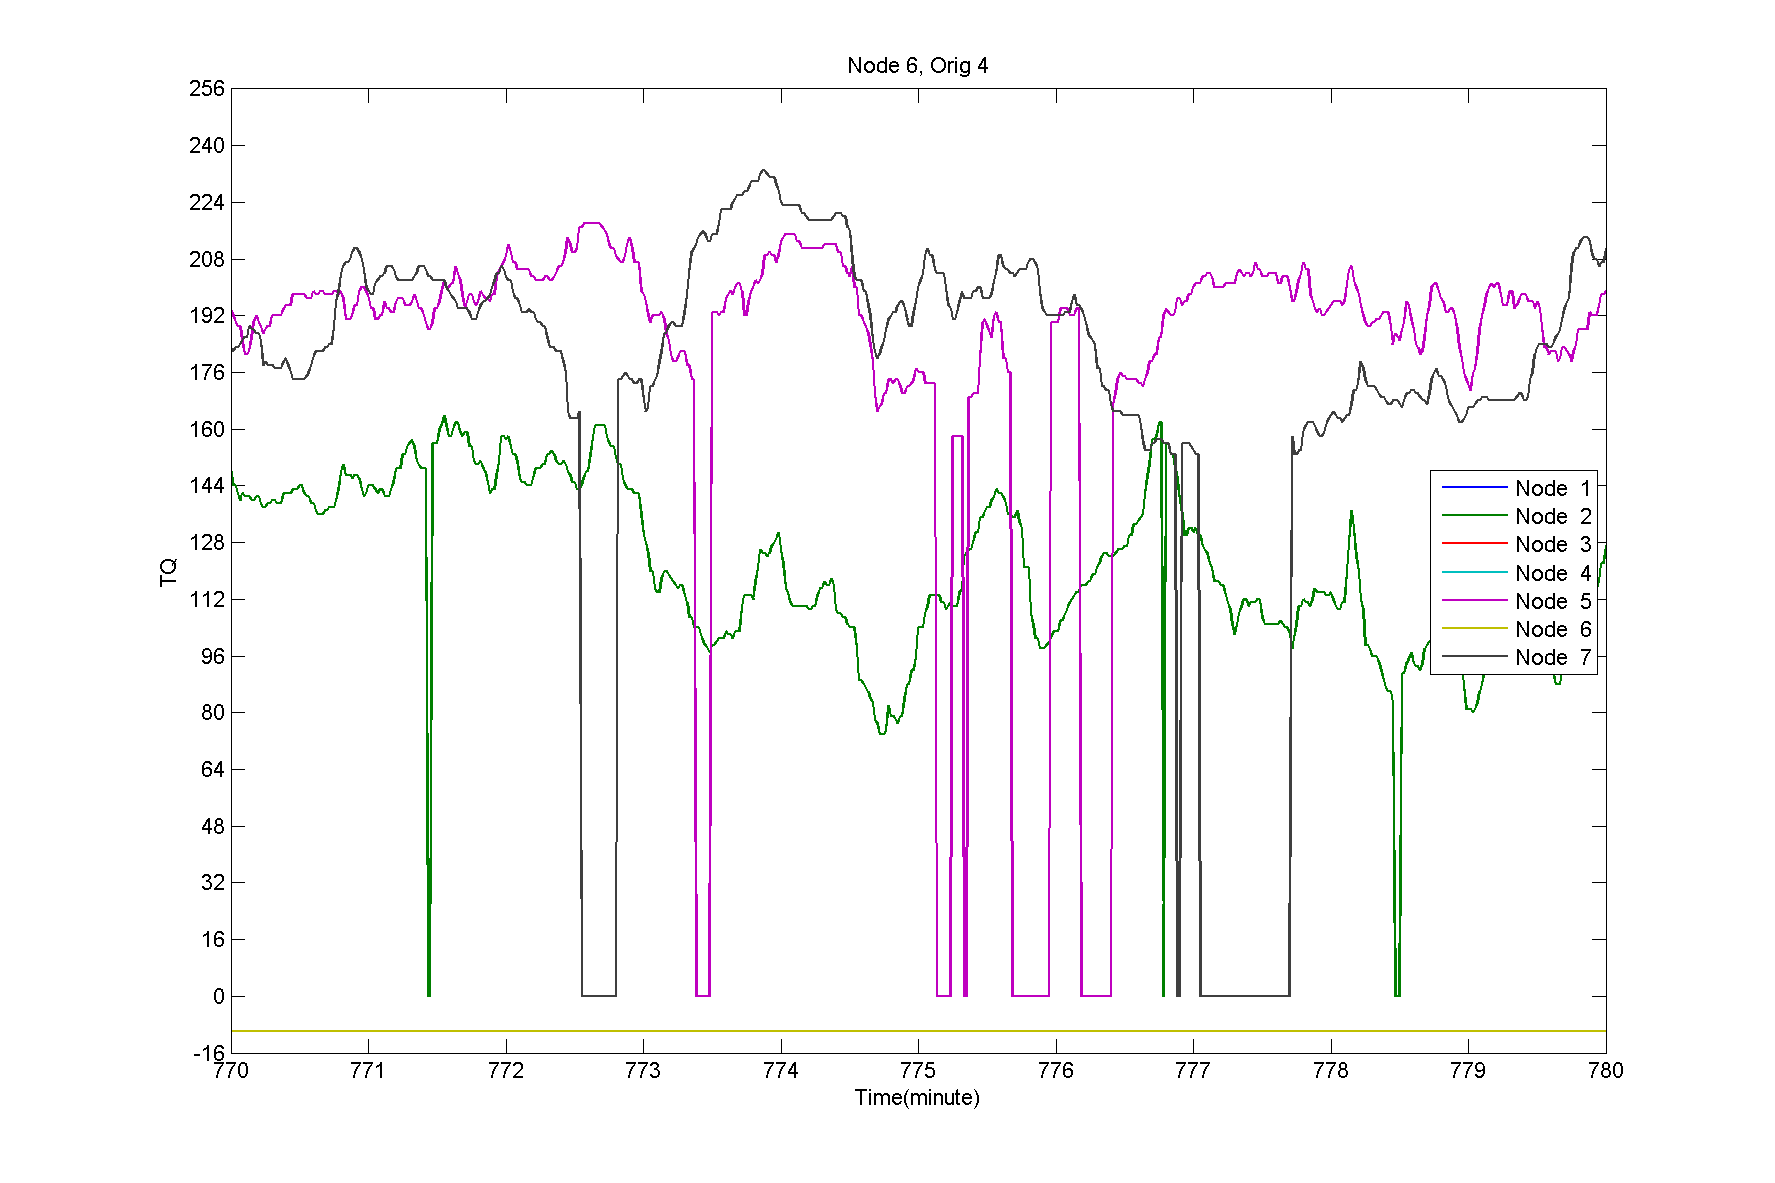 Node 6, Orig 4
256
240
224
208
192
176
160
144
128
112
96
80
64
48
32
16
0
-16
TQ
Node 1
Node 2
Node 3
Node 4
Node 5
Node 6
Node 7
770 771 772 773 774 775 776 777 778 779 780
Time(minute)